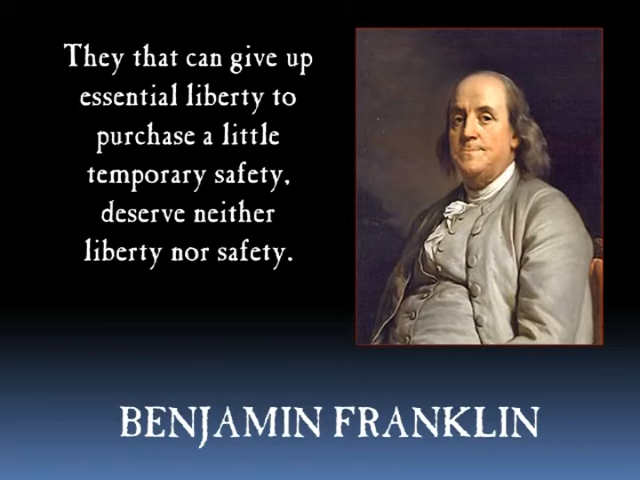 They that can give up
essential liberty to
purchase a little
temporary safety,
deserve neither
liberty nor safety.
BENJAMIN FRANKLIN